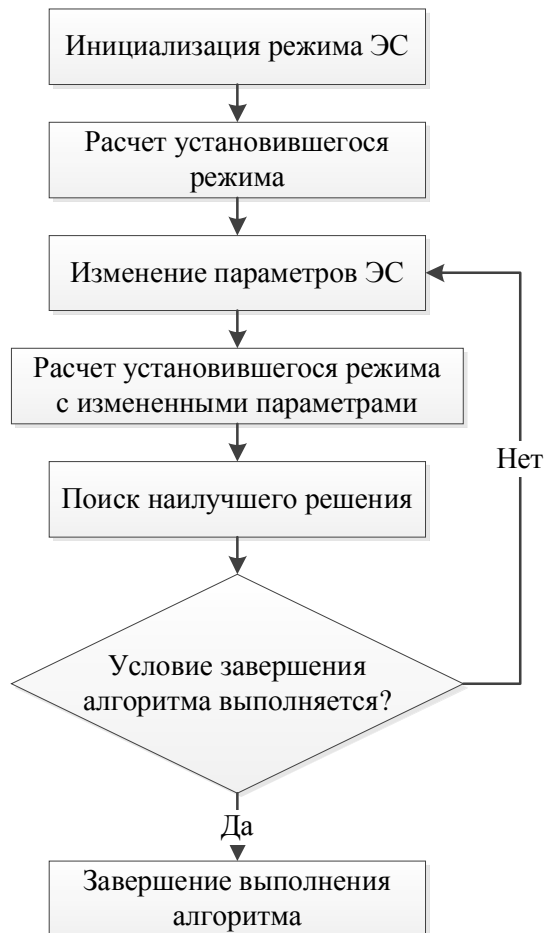 Инициализация режима ЭС
Расчет установившегося
режима
Изменение параметров ЭС
Расчет установившегося режима
с измененными параметрами
Нет
Поиск наилучшего решения
Условие завершения
алгоритма выполняется?
Да
Завершение выполнения
алгоритма